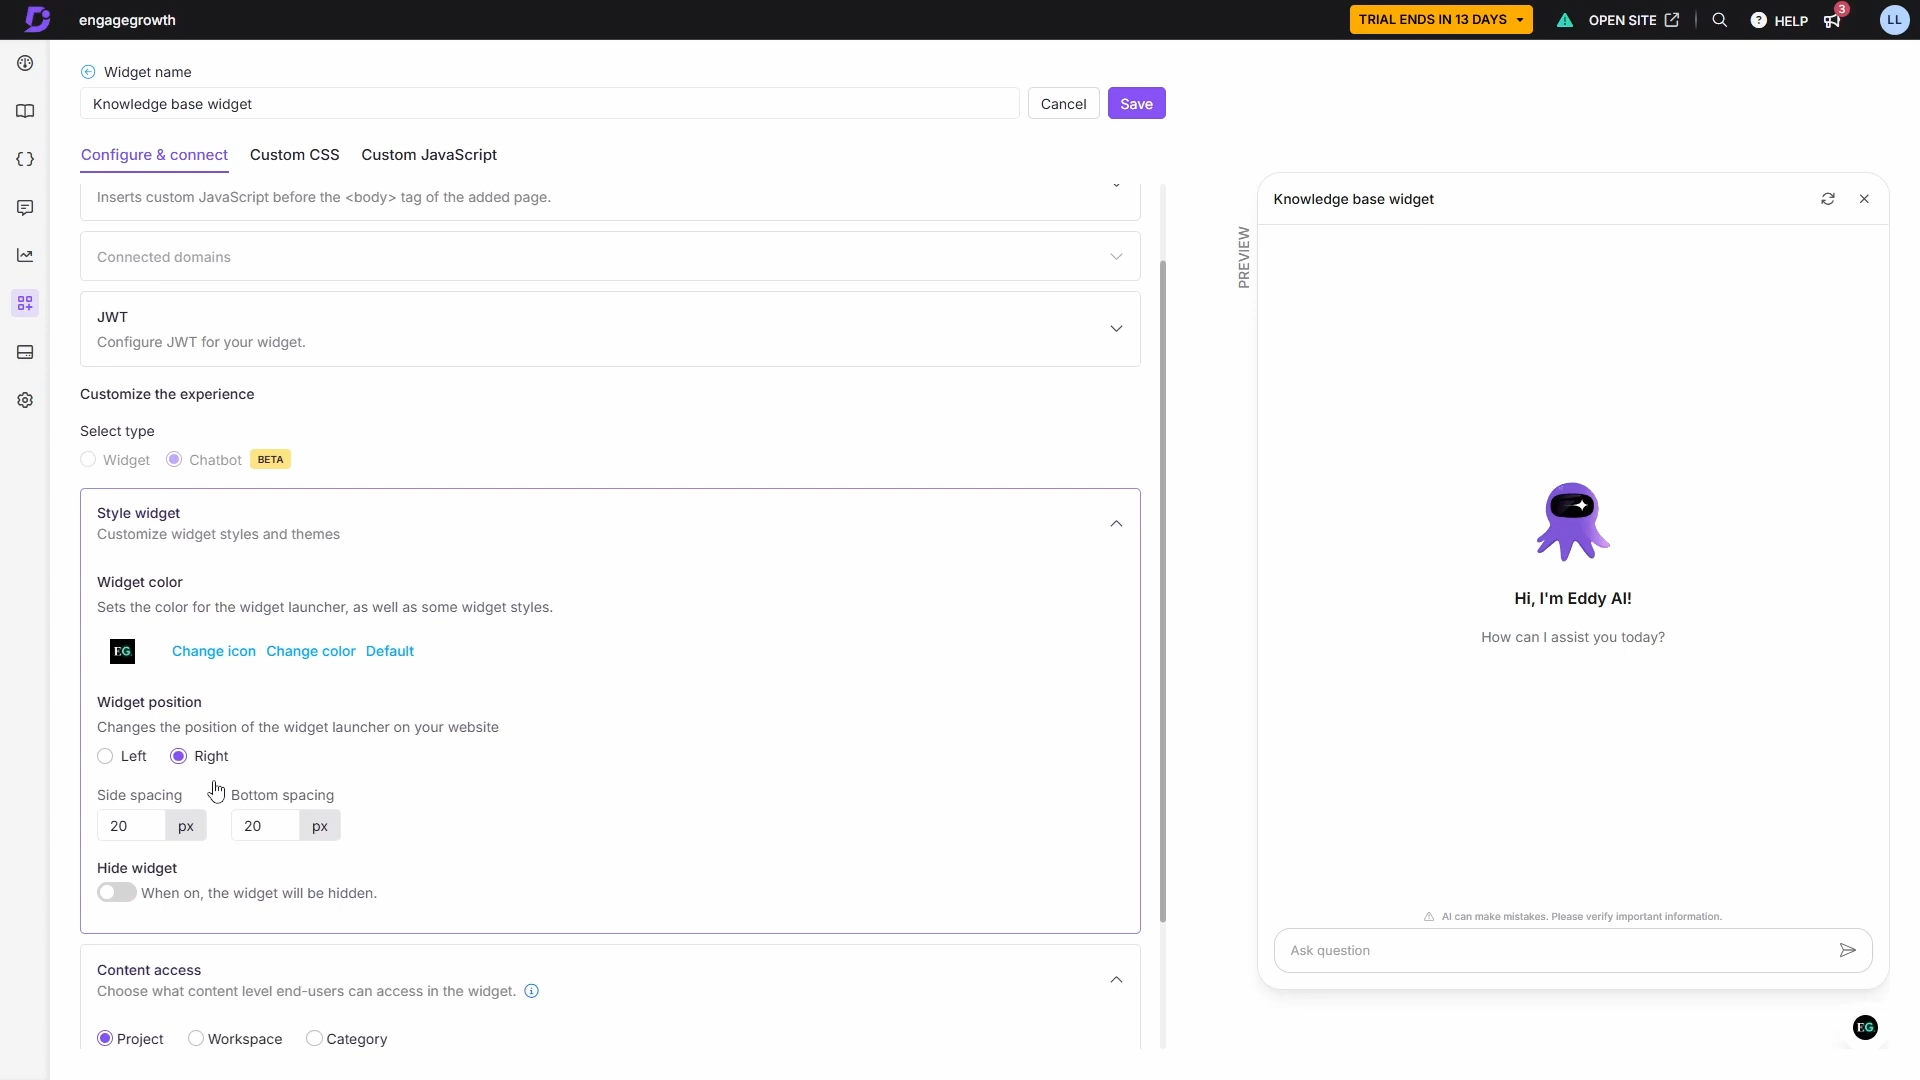 engagegrowth
TRIAL ENDS IN 13 DAYS
OPEN SITE
? HELP
3
LL
Widget name
Knowledge base widget
Cancel
Save
Configure & connect
Custom CSS
Custom JavaScript
Inserts custom JavaScript before the <body> tag of the added page.
Connected domains
JWT
Configure JWT for your widget.
Customize the experience
Select type
Widget
Chatbot
BETA
Style widget
Customize widget styles and themes
Widget color
Sets the color for the widget launcher, as well as some widget styles.
EG
Change icon
Change color
Default
Widget position
Changes the position of the widget launcher on your website
Left
Right
Side spacing
Bottom spacing
20 px
20 px
Hide widget
When on, the widget will be hidden.
Content access
Choose what content level end-users can access in the widget.
Project
Workspace
Category
PREVIEW
Knowledge base widget
Hi, I'm Eddy AI!
How can I assist you today?
AI can make mistakes. Please verify important information.
Ask question
EG